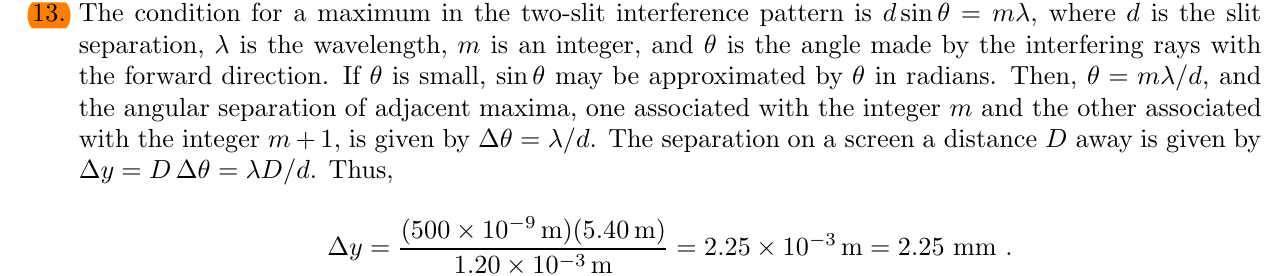 13. The condition for a maximum in the two-slit interference pattern is d sin θ = mλ, where d is the slit
separation, λ is the wavelength, m is an integer, and θ is the angle made by the interfering rays with
the forward direction. If θ is small, sin θ may be approximated by θ in radians. Then, θ = mλ/d, and
the angular separation of adjacent maxima, one associated with the integer m and the other associated
with the integer m + 1, is given by Δθ = λ/d. The separation on a screen a distance D away is given by
Δy = D Δθ = λD/d. Thus,
Δy = (500 × 10⁻⁹ m)(5.40 m) / 1.20 × 10⁻³ m = 2.25 × 10⁻³ m = 2.25 mm .